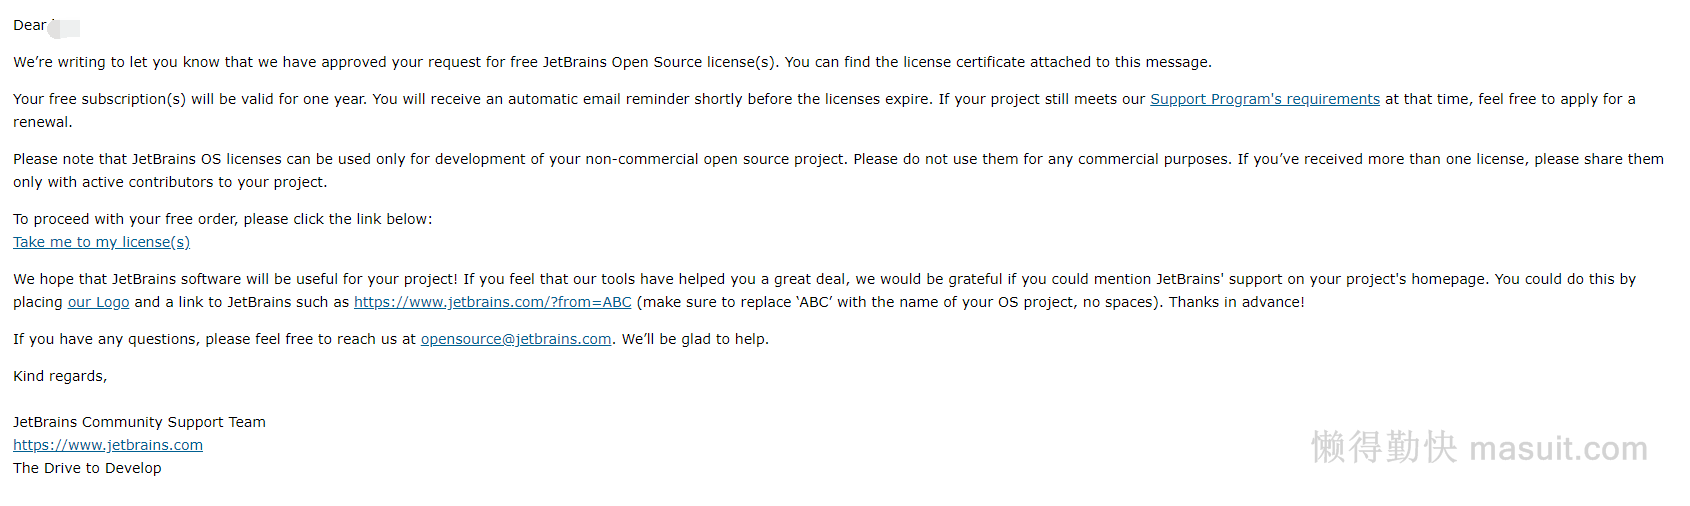 Dear
We’re writing to let you know that we have approved your request for free JetBrains Open Source license(s). You can find the license certificate attached to this message.
Your free subscription(s) will be valid for one year. You will receive an automatic email reminder shortly before the licenses expire. If your project still meets our Support Program's requirements at that time, feel free to apply for a
renewal.
Please note that JetBrains OS licenses can be used only for development of your non-commercial open source project. Please do not use them for any commercial purposes. If you’ve received more than one license, please share them
only with active contributors to your project.
To proceed with your free order, please click the link below:
Take me to my license(s)
We hope that JetBrains software will be useful for your project! If you feel that our tools have helped you a great deal, we would be grateful if you could mention JetBrains' support on your project's homepage. You could do this by
placing our Logo and a link to JetBrains such as https://www.jetbrains.com/?from=ABC (make sure to replace ‘ABC’ with the name of your OS project, no spaces). Thanks in advance!
If you have any questions, please feel free to reach us at opensource@jetbrains.com. We’ll be glad to help.
Kind regards,
JetBrains Community Support Team
https://www.jetbrains.com
The Drive to Develop
懒得勤快 masuit.com